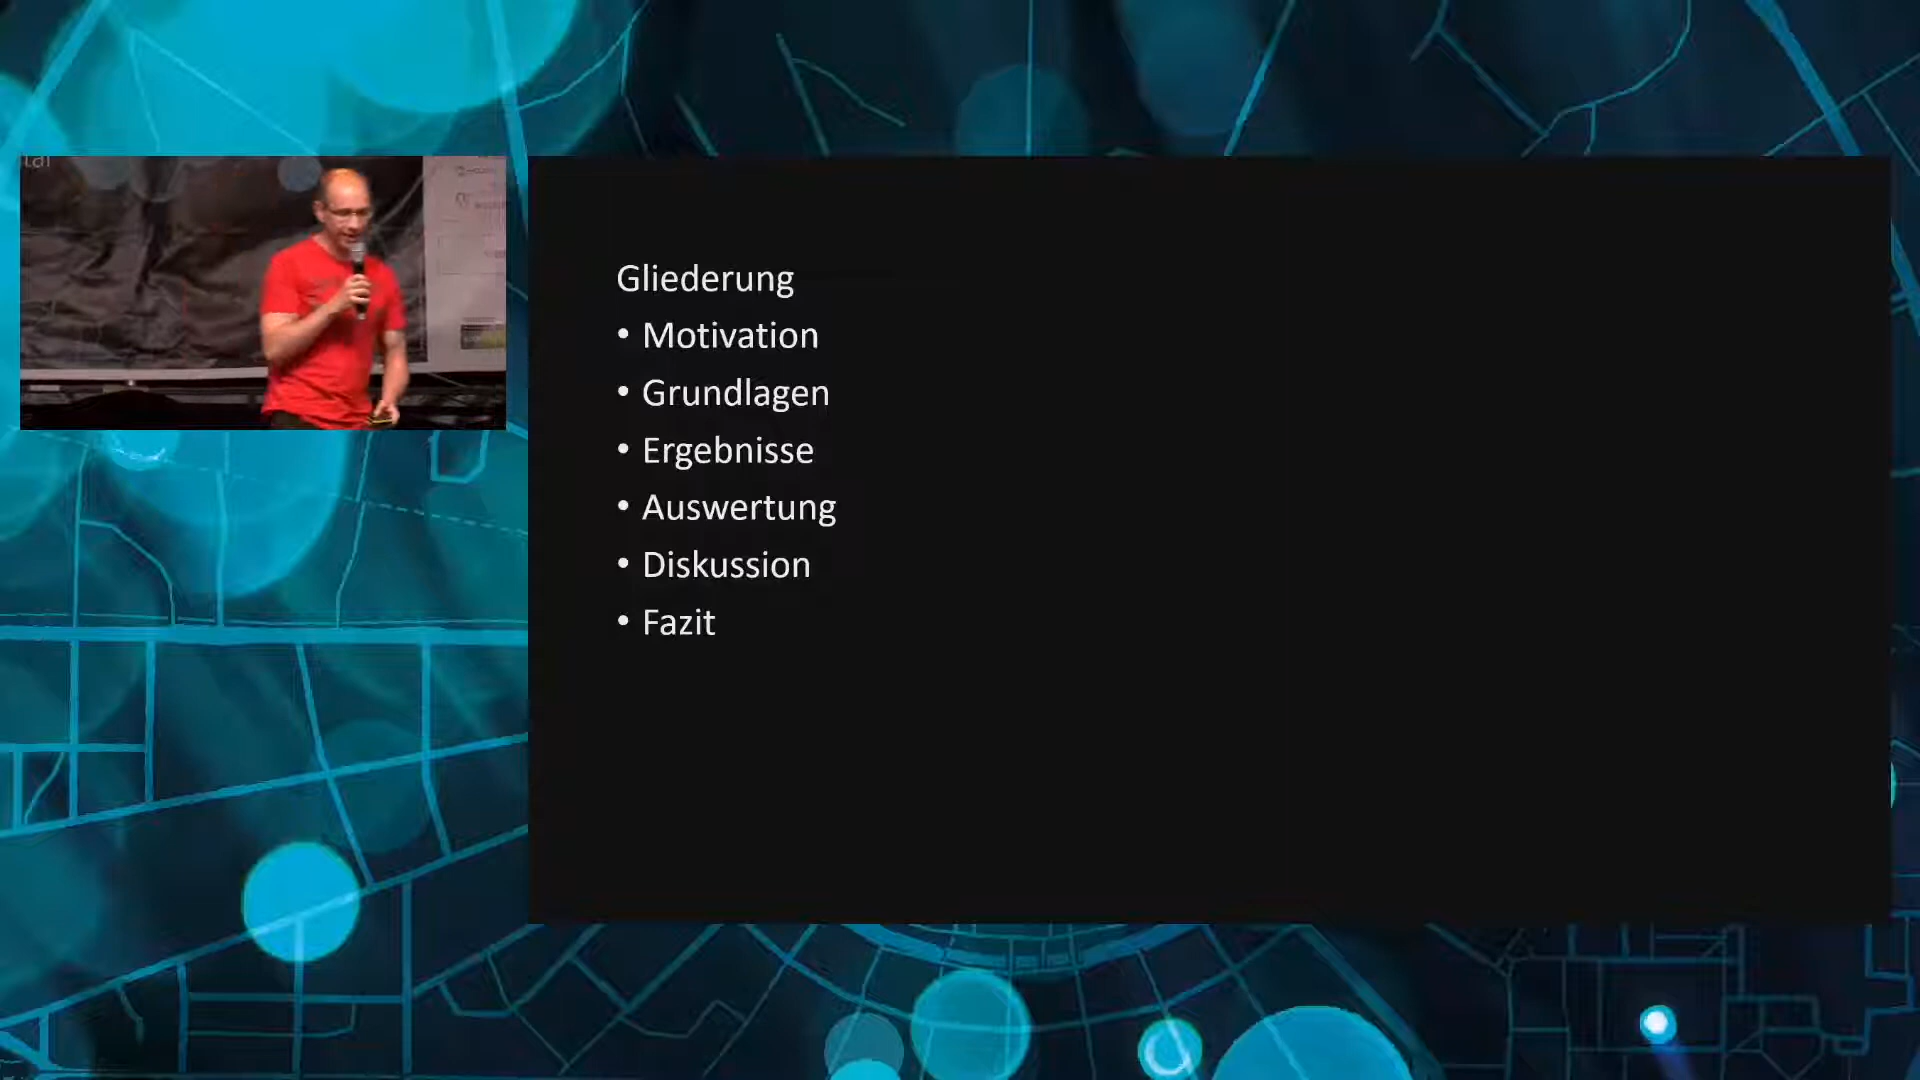 Gliederung
• Motivation
• Grundlagen
• Ergebnisse
• Auswertung
• Diskussion
• Fazit